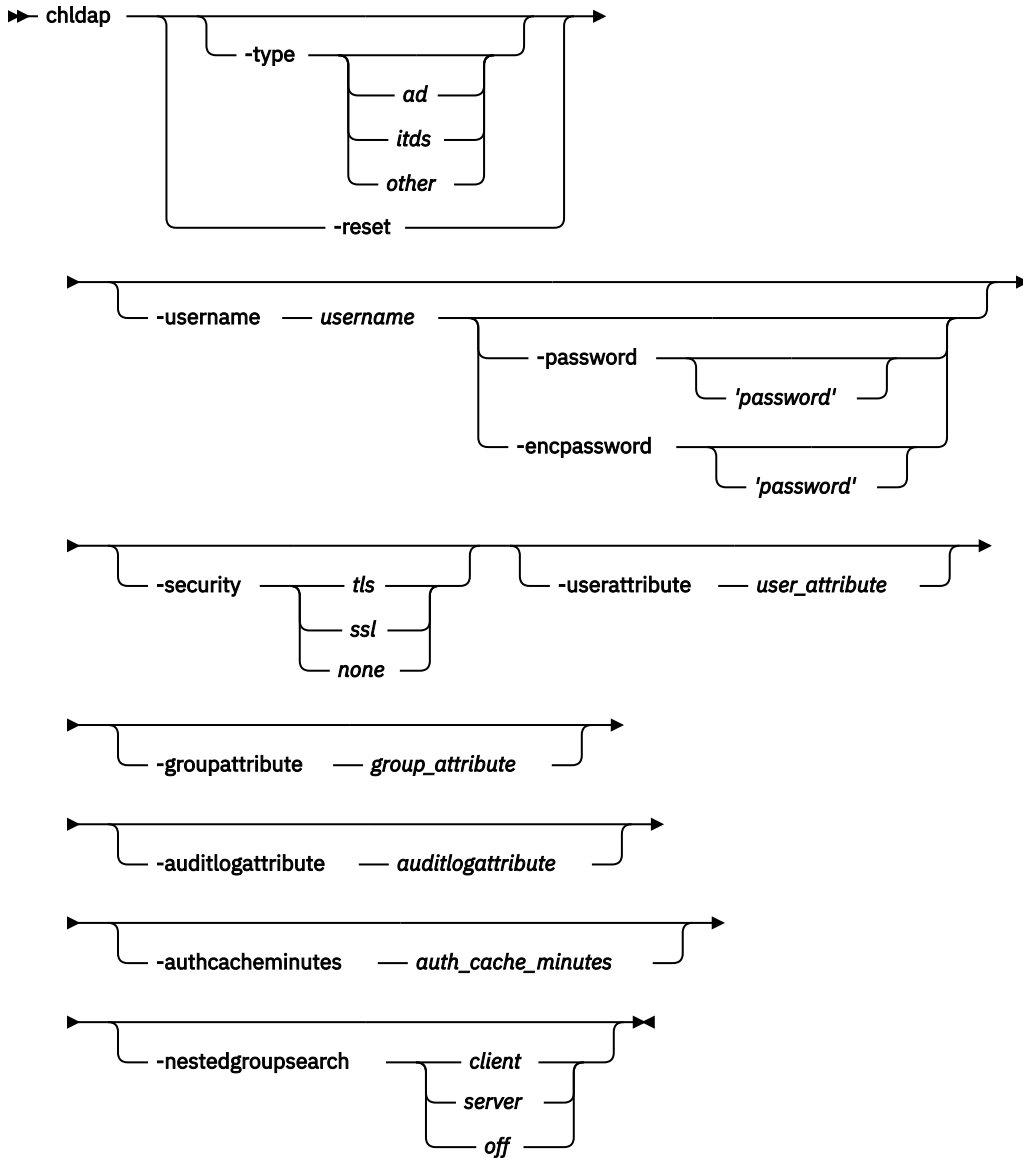 chldap
-type
ad
itds
other
-reset
-username username
-password
'password'
-encpassword
'password'
-security tls -userattribute user_attribute
ssl
none
-groupattribute group_attribute
-auditlogattribute auditlogattribute
-authcacheminutes auth_cache_minutes
-nestedgroupsearch client
server
off